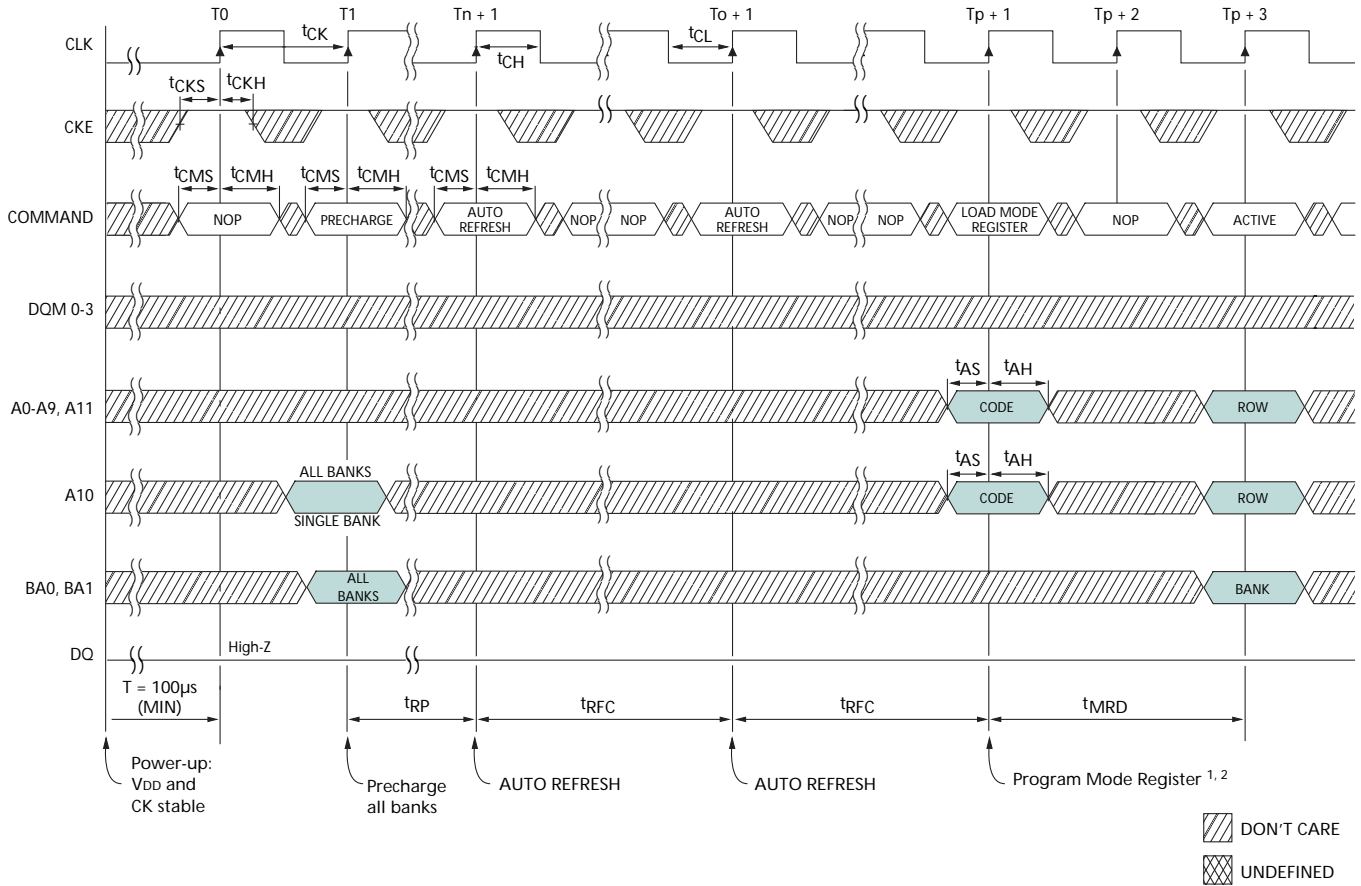 T0 T1 Tn + 1 To + 1 Tp + 1 Tp + 2 Tp + 3
CLK tCK tCH tCL
tCKS tCKH
CKE
tCMS tCMH tCMS tCMH tCMS tCMH
COMMAND NOP PRECHARGE AUTO REFRESH NOP NOP AUTO REFRESH NOP NOP LOAD MODE REGISTER NOP ACTIVE
DQM 0-3
tAS tAH
A0-A9, A11 CODE ROW
ALL BANKS tAS tAH
A10 CODE ROW
SINGLE BANK
BA0, BA1 ALL BANKS BANK
High-Z
DQ
T = 100µs
(MIN)
tRP tRFC tRFC tMRD
Power-up:
VDD and
CK stable
Precharge
all banks
AUTO REFRESH
AUTO REFRESH
Program Mode Register 1, 2
DON'T CARE
UNDEFINED